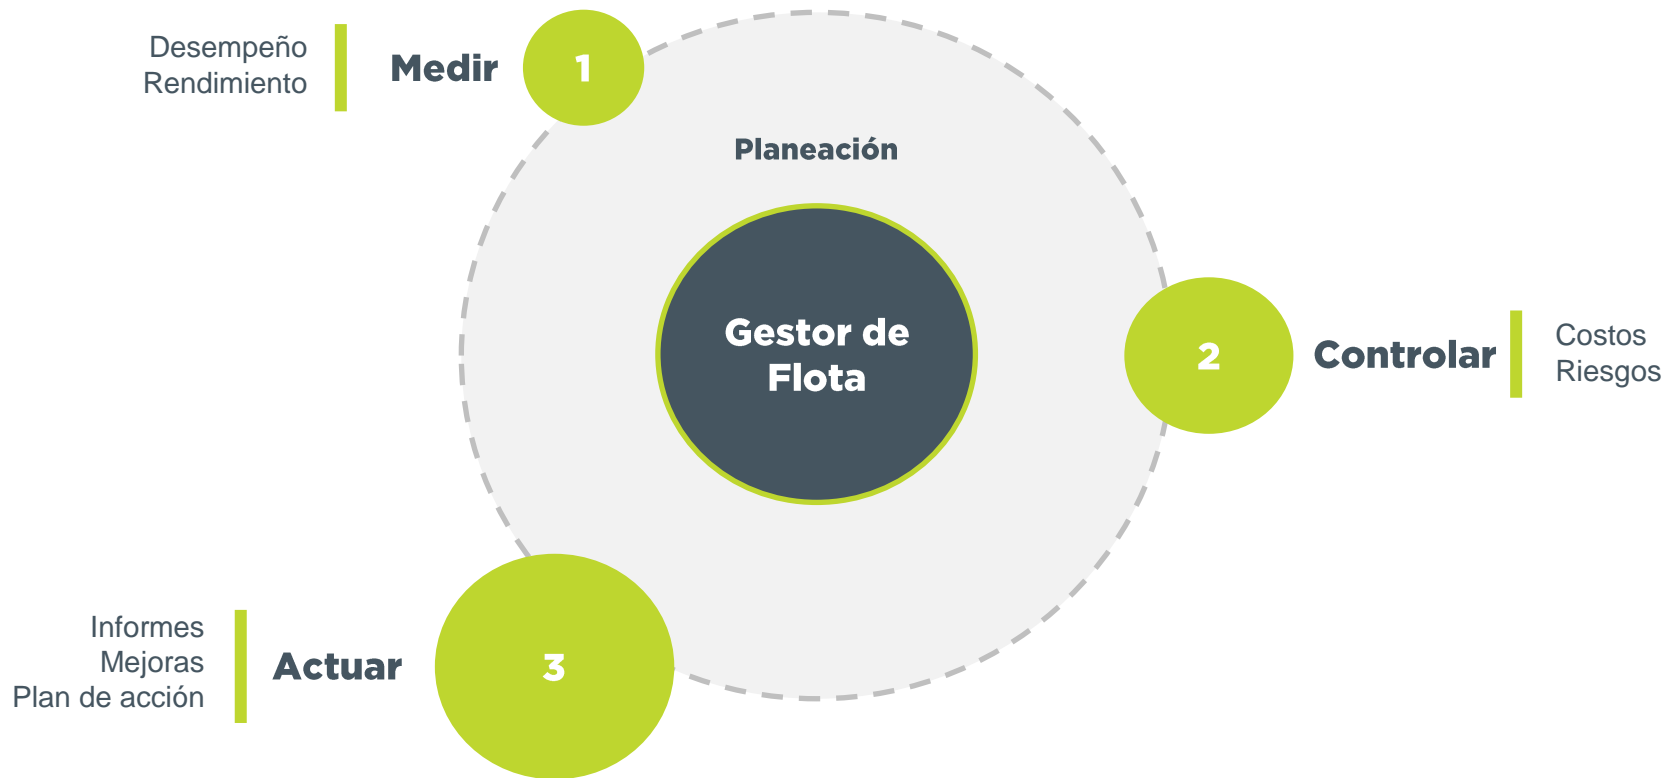 Desempeño
Rendimiento
Medir
1
Planeación
Gestor de
Flota
2
Controlar
Costos
Riesgos
Informes
Mejoras
Plan de acción
Actuar
3